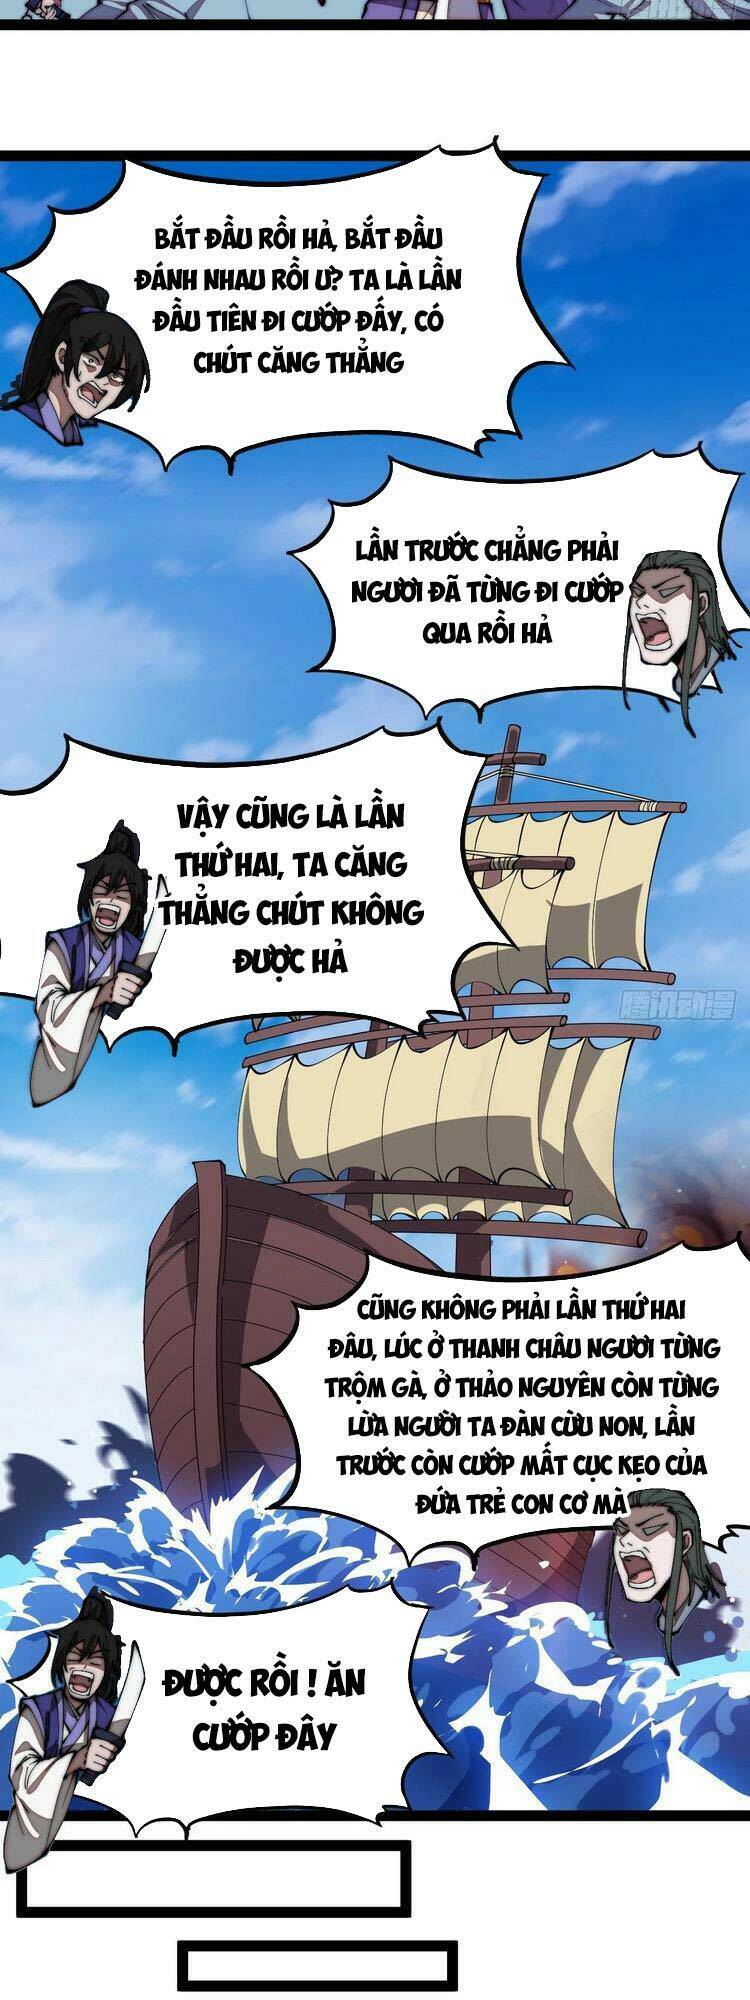 BẮT ĐẦU RỒI HẢ, BẮT ĐẦU
ĐÁNH NHAU RỒI Ư? TA LÀ LẦN
ĐẦU TIÊN ĐI CƯỚP ĐẤY, CÓ
CHÚT CĂNG THẲNG
LẦN TRƯỚC CHẲNG PHẢI
NGƯƠI ĐÃ TỪNG ĐI CƯỚP
QUA RỒI HẢ
VẬY CŨNG LÀ LẦN
THỨ HAI, TA CĂNG
THẲNG CHÚT KHÔNG
ĐƯỢC HẢ
腾讯动漫
CŨNG KHÔNG PHẢI LẦN THỨ HAI
ĐÂU, LÚC Ở THANH CHÂU NGƯƠI TỪNG
TRỘM GÀ, Ở THẢO NGUYÊN CÒN TỪNG
LỪA NGƯỜI TA ĐÀN CỪU NON, LẦN
TRƯỚC CÒN CƯỚP MẤT CỤC KẸO CỦA
ĐỨA TRẺ CON CƠ MÀ
ĐƯỢC RỒI ! ĂN
CƯỚP ĐÂY